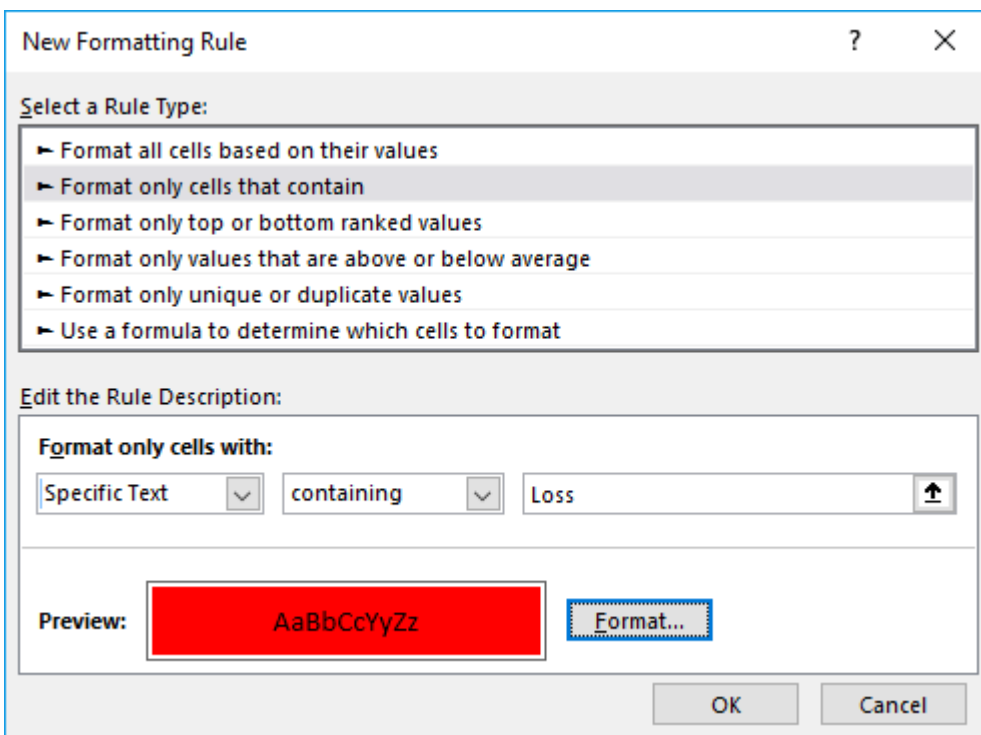 New Formatting Rule ?
Select a Rule Type:
► Format all cells based on their values
► Format only cells that contain
► Format only top or bottom ranked values
► Format only values that are above or below average
► Format only unique or duplicate values
► Use a formula to determine which cells to format
Edit the Rule Description:
Format only cells with:
Specific Text containing Loss
Preview: AaBbCcYyZz Format...
OK Cancel